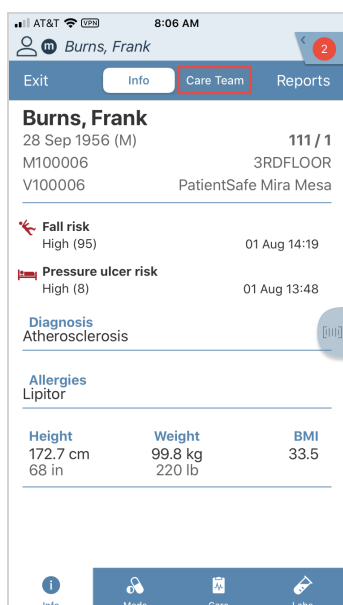 AT&T VPN 8:06 AM
m Burns, Frank 2
Exit Info Care Team Reports
Burns, Frank
28 Sep 1956 (M) 111 / 1
M100006 3RDFLOOR
V100006 PatientSafe Mira Mesa
Fall risk
High (95) 01 Aug 14:19
Pressure ulcer risk
High (8) 01 Aug 13:48
Diagnosis
Atherosclerosis
Allergies
Lipitor
Height Weight BMI
172.7 cm 99.8 kg 33.5
68 in 220 lb
Info Meds Care Labs